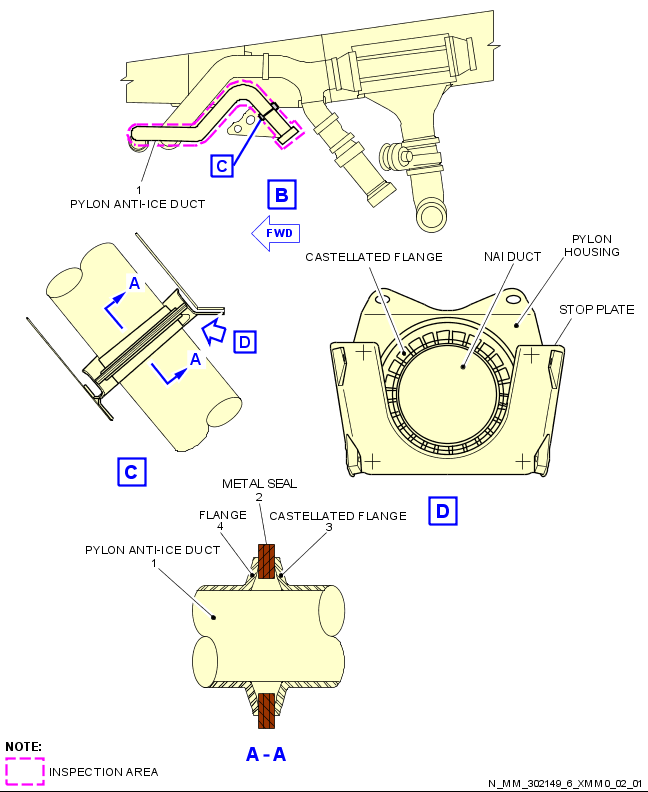 C
B
1
PYLON ANTI-ICE DUCT
FWD
CASTELLATED FLANGE
NAI DUCT
PYLON
HOUSING
STOP PLATE
A
D
A
C
D
METAL SEAL
2
FLANGE
4
CASTELLATED FLANGE
3
PYLON ANTI-ICE DUCT
1
A-A
NOTE:
INSPECTION AREA
N_MM_302149_6_XMM0_02_01